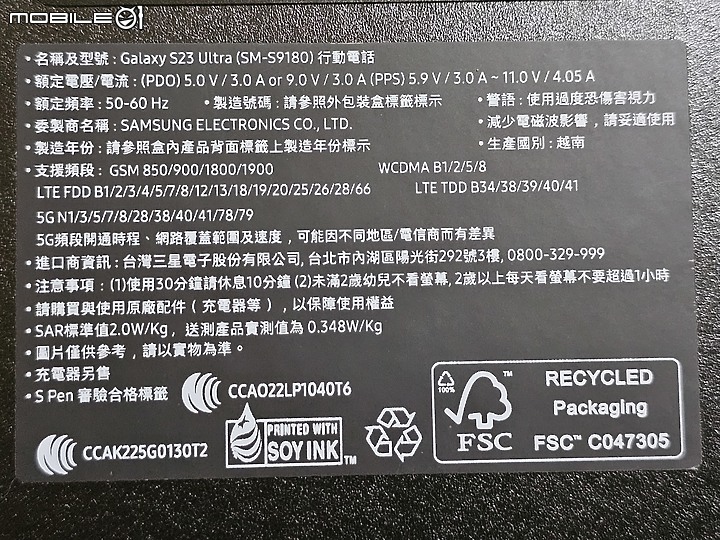 MOBILE01
• 名稱及型號 : Galaxy S23 Ultra (SM-S9180) 行動電話
• 額定電壓/電流 : (PDO) 5.0 V / 3.0 A or 9.0 V / 3.0 A (PPS) 5.9 V / 3.0 A ~ 11.0 V / 4.05 A
• 額定頻率 : 50-60 Hz • 製造號碼 : 請參照外包裝盒標籤標示 • 警語 : 使用過度恐傷害視力
• 委製商名稱 : SAMSUNG ELECTRONICS CO., LTD. • 減少電磁波影響，請妥適使用
• 製造年份 : 請參照盒內產品背面標籤上製造年份標示 • 生產國別 : 越南
• 支援頻段 : GSM 850/900/1800/1900 WCDMA B1/2/5/8
LTE FDD B1/2/3/4/5/7/8/12/13/18/19/20/25/26/28/66 LTE TDD B34/38/39/40/41
5G N1/3/5/7/8/28/38/40/41/78/79
5G頻段開通時程、網路覆蓋範圍及速度，可能因不同地區/電信商而有差異
• 進口商資訊 : 台灣三星電子股份有限公司, 台北市內湖區陽光街292號3樓, 0800-329-999
• 注意事項 : (1)使用30分鐘請休息10分鐘 (2)未滿2歲幼兒不看螢幕, 2歲以上每天看螢幕不要超過1小時
• 請購買與使用原廠配件（充電器等），以保障使用權益
• SAR標準值2.0W/Kg，送測產品實測值為 0.348W/Kg
• 圖片僅供參考，請以實物為準。
• 充電器另售
• S Pen 審驗合格標籤 CCAO22LP1040T6
CCAK225G0130T2
PRINTED WITH
SOY INK™
100%
FSC™
RECYCLED
Packaging
FSC™ C047305